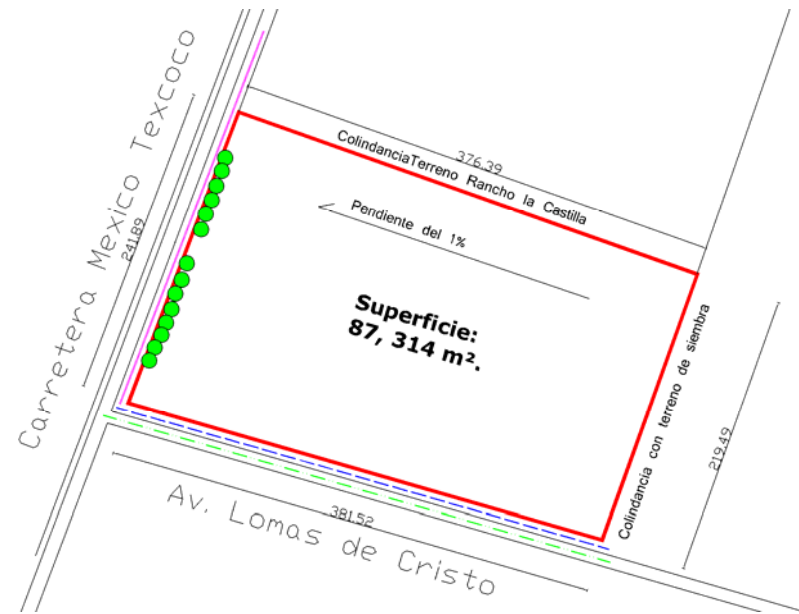 Carretera Mexico Texcoco
241.89
376.39
ColindanciaTerreno Rancho la Castilla
Pendiente del 1%
Superficie:
87, 314 m².
Colindancia con terreno de siembra
219.49
381.52
Av. Lomas de Cristo